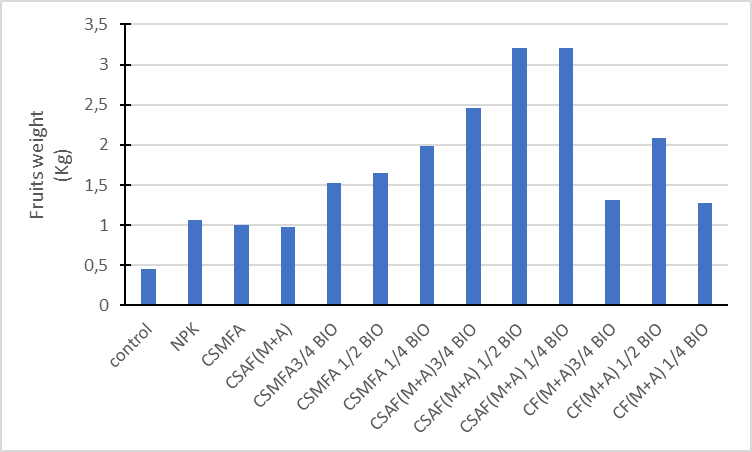 3,5
3
2,5
2
1,5
1
0,5
0
Fruits weight
(Kg)
control
NPK
CSMFA
CSAF(M+A)
CSMFA3/4 BIO
CSMFA 1/2 BIO
CSMFA 1/4 BIO
CSAF(M+A)3/4 BIO
CSAF(M+A) 1/2 BIO
CSAF(M+A) 1/4 BIO
CF(M+A)3/4 BIO
CF(M+A) 1/2 BIO
CF(M+A) 1/4 BIO